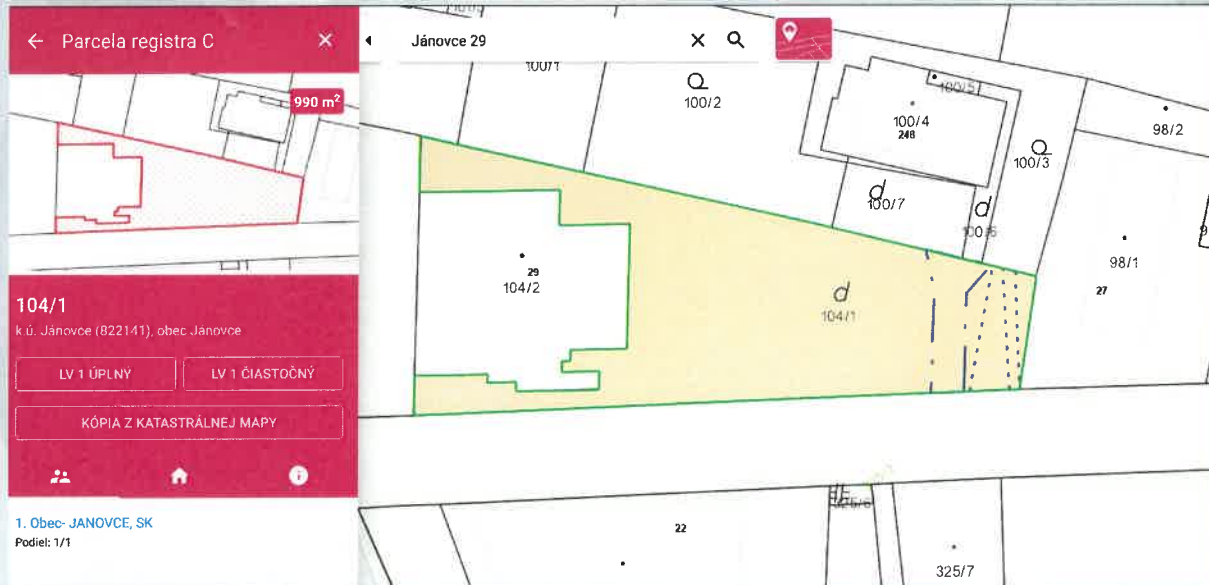 Parcela registra C
990 m²
104/1
k.ú. Jánovce (822141), obec Jánovce
LV 1 ÚPLNÝ
LV 1 ČIASTOČNÝ
KÓPIA Z KATASTRÁLNEJ MAPY
1. Obec- JANOVCE, SK
Podiel: 1/1
Jánovce 29
100/1
100/2
100/5
100/4
248
98/2
100/3
100/7
100/6
98/1
27
29
104/2
104/1
22
325/6
325/7